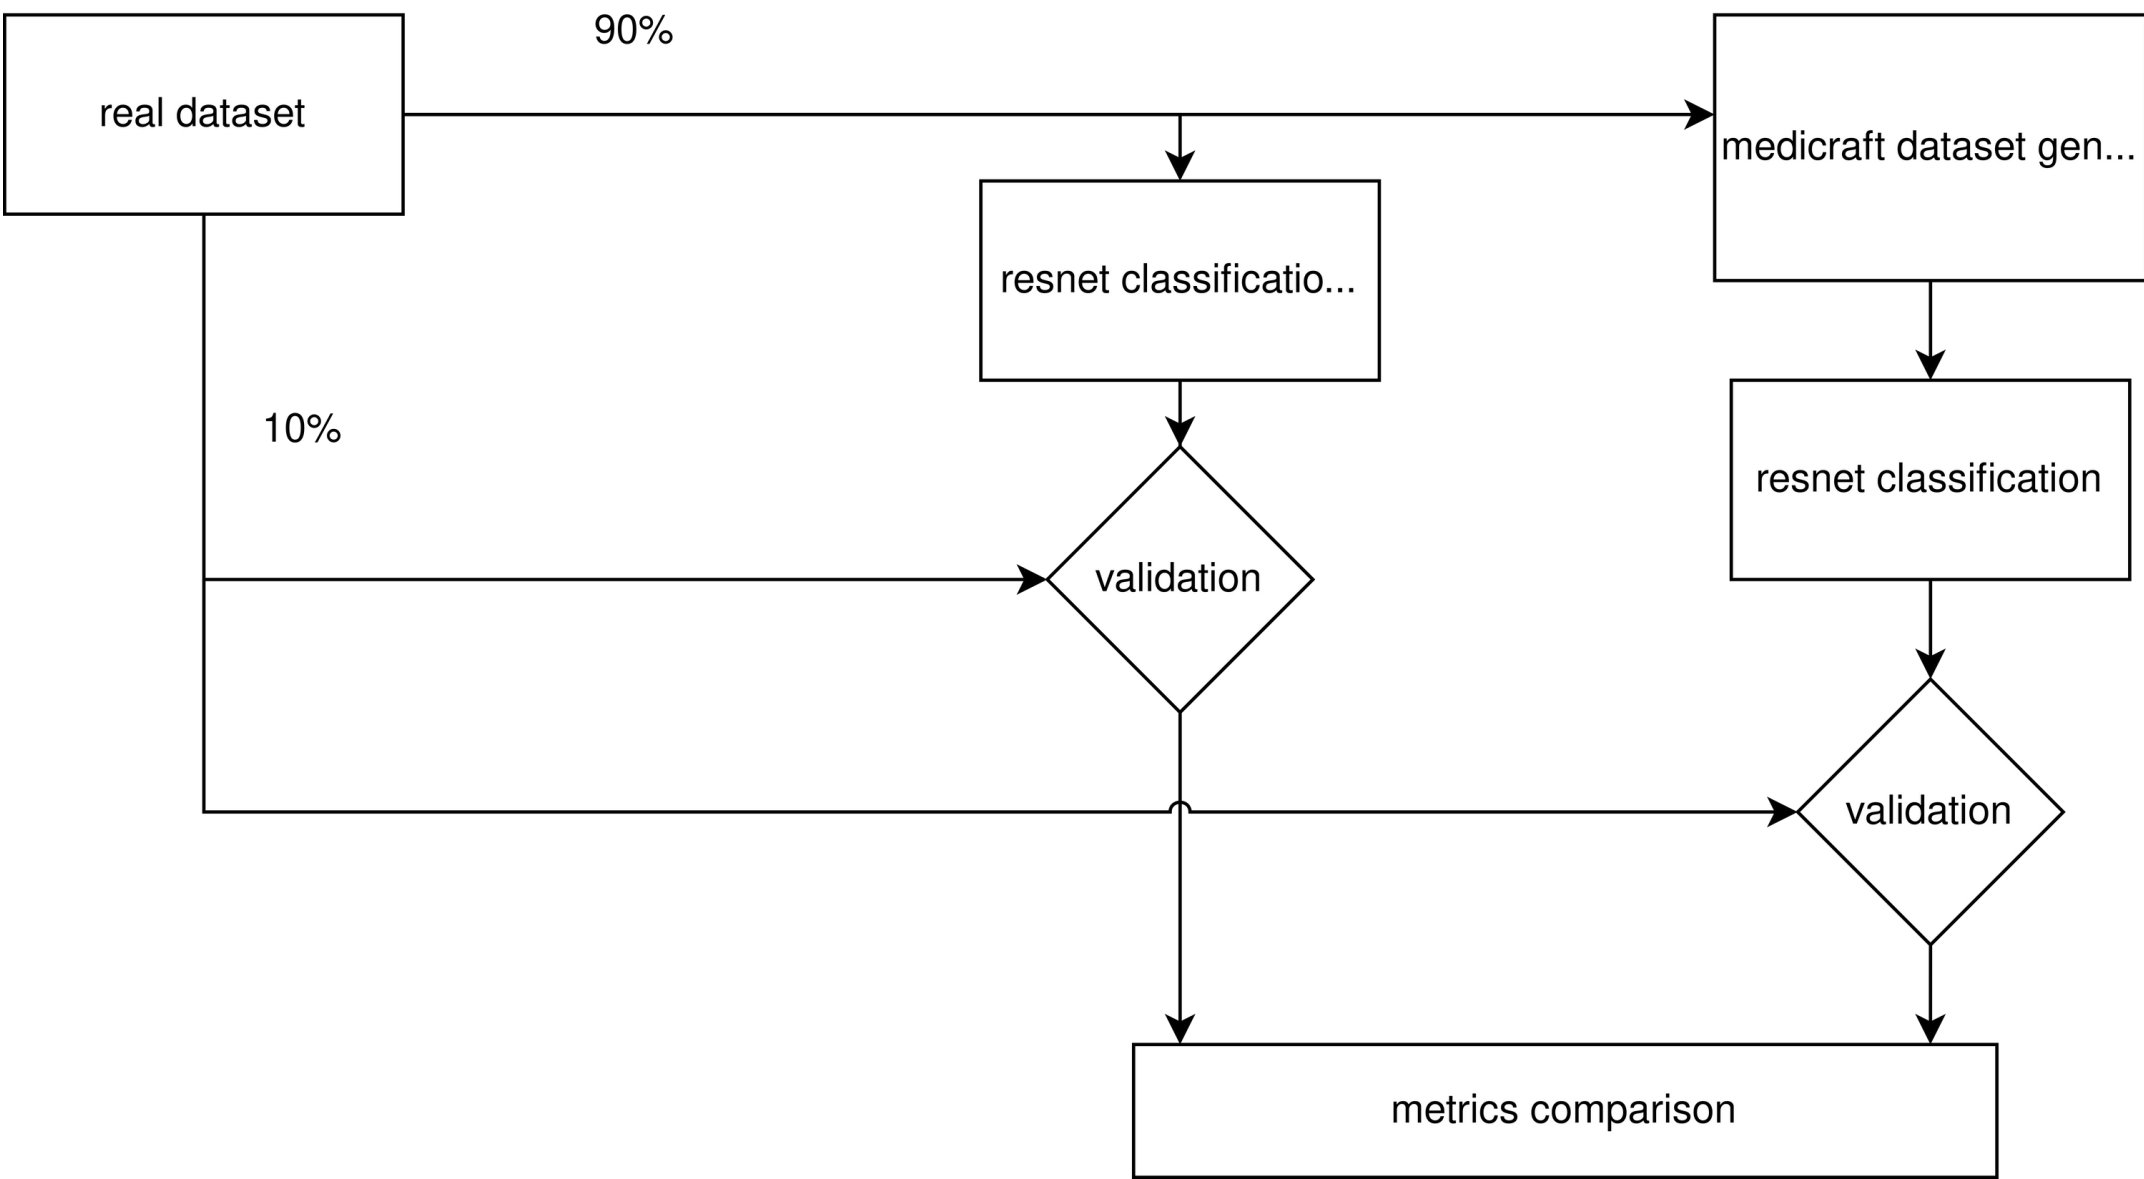 90%
real dataset
medicraft dataset gen...
resnet classificatio...
10%
resnet classification
validation
validation
metrics comparison